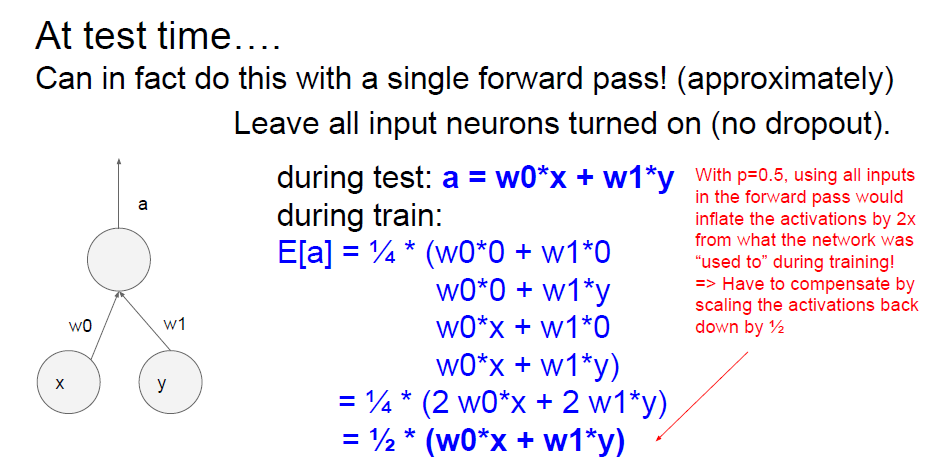 At test time….
Can in fact do this with a single forward pass! (approximately)
Leave all input neurons turned on (no dropout).
a
w0
w1
x
y
during test: a = w0*x + w1*y
during train:
E[a] = ¼ * (w0*0 + w1*0
w0*0 + w1*y
w0*x + w1*0
w0*x + w1*y)
= ¼ * (2 w0*x + 2 w1*y)
= ½ * (w0*x + w1*y)
With p=0.5, using all inputs
in the forward pass would
inflate the activations by 2x
from what the network was
“used to” during training!
=> Have to compensate by
scaling the activations back
down by ½